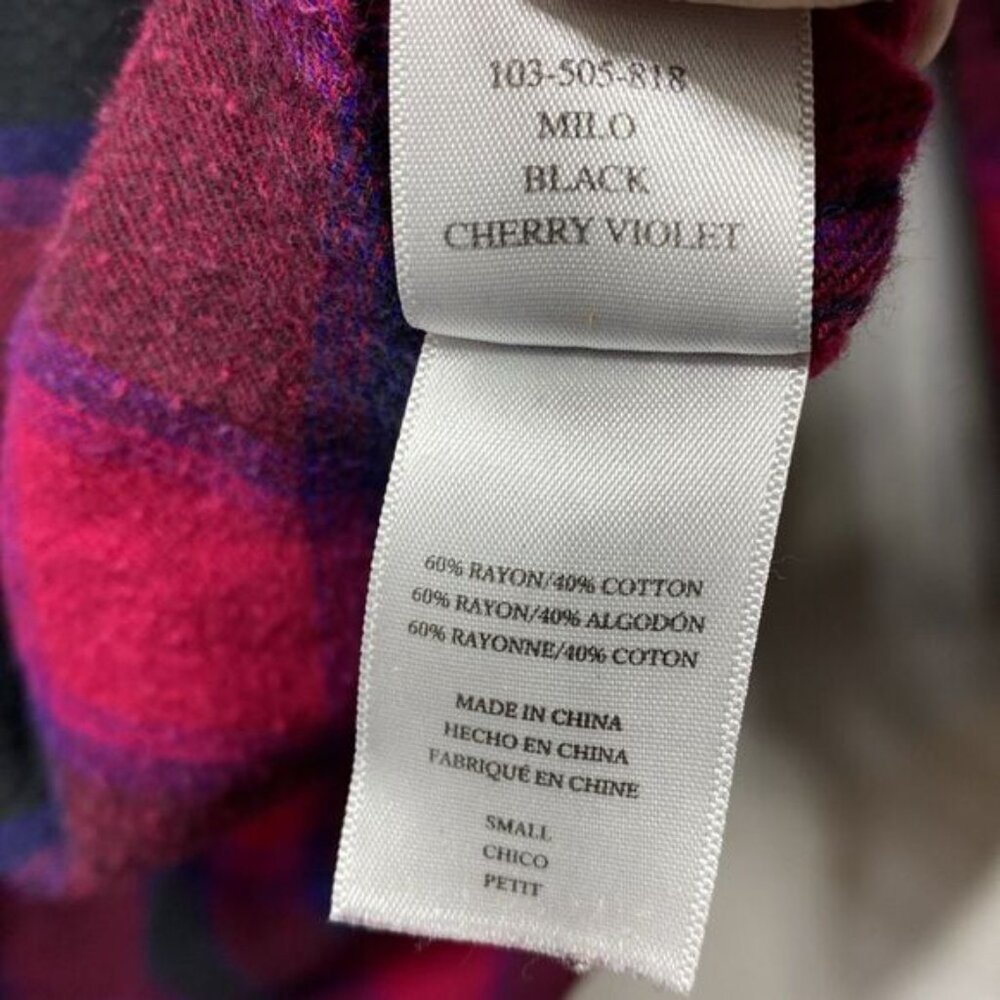 103-505-818
MILO
BLACK
CHERRY VIOLET
60% RAYON/40% COTTON
60% RAYON/40% ALGODÓN
60% RAYONNE/40% COTON
MADE IN CHINA
HECHO EN CHINA
FABRIQUÉ EN CHINE
SMALL
CHICO
PETIT